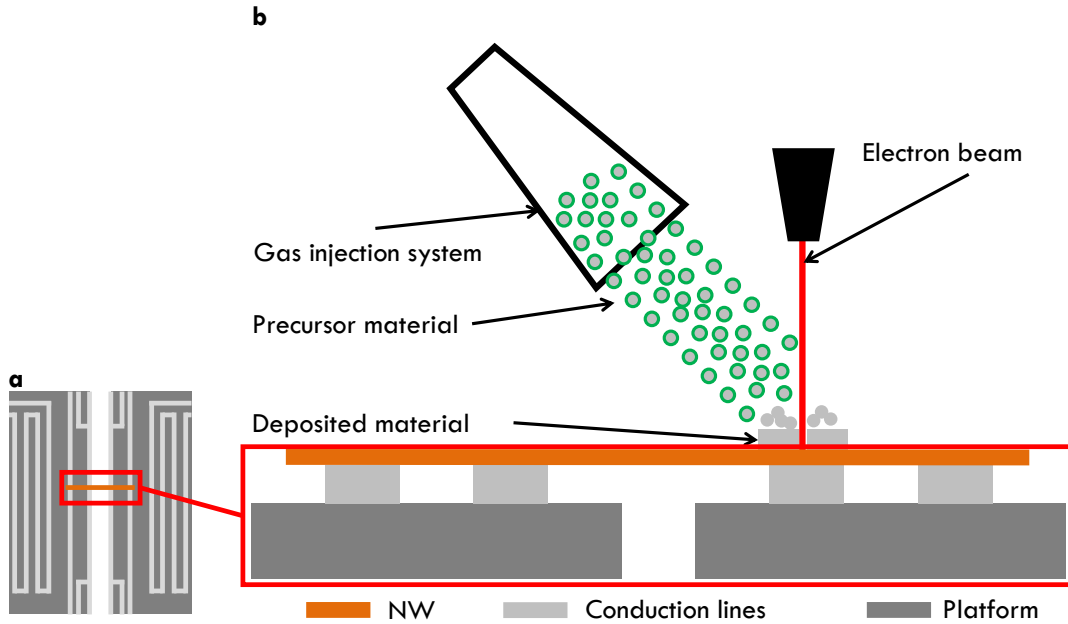 b
Electron beam
Gas injection system
Precursor material
a
Deposited material
NW
Conduction lines
Platform